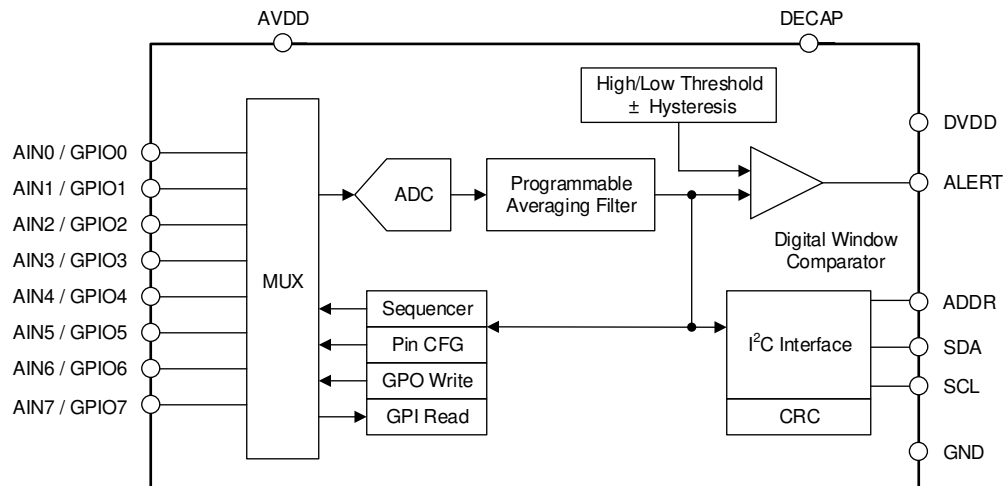 AVDD
DECAP
High/Low Threshold
± Hysteresis
DVDD
AIN0 / GPIO0
AIN1 / GPIO1
AIN2 / GPIO2
AIN3 / GPIO3
AIN4 / GPIO4
AIN5 / GPIO5
AIN6 / GPIO6
AIN7 / GPIO7
MUX
ADC
Programmable
Averaging Filter
ALERT
Digital Window
Comparator
Sequencer
Pin CFG
GPO Write
GPI Read
I²C Interface
CRC
ADDR
SDA
SCL
GND